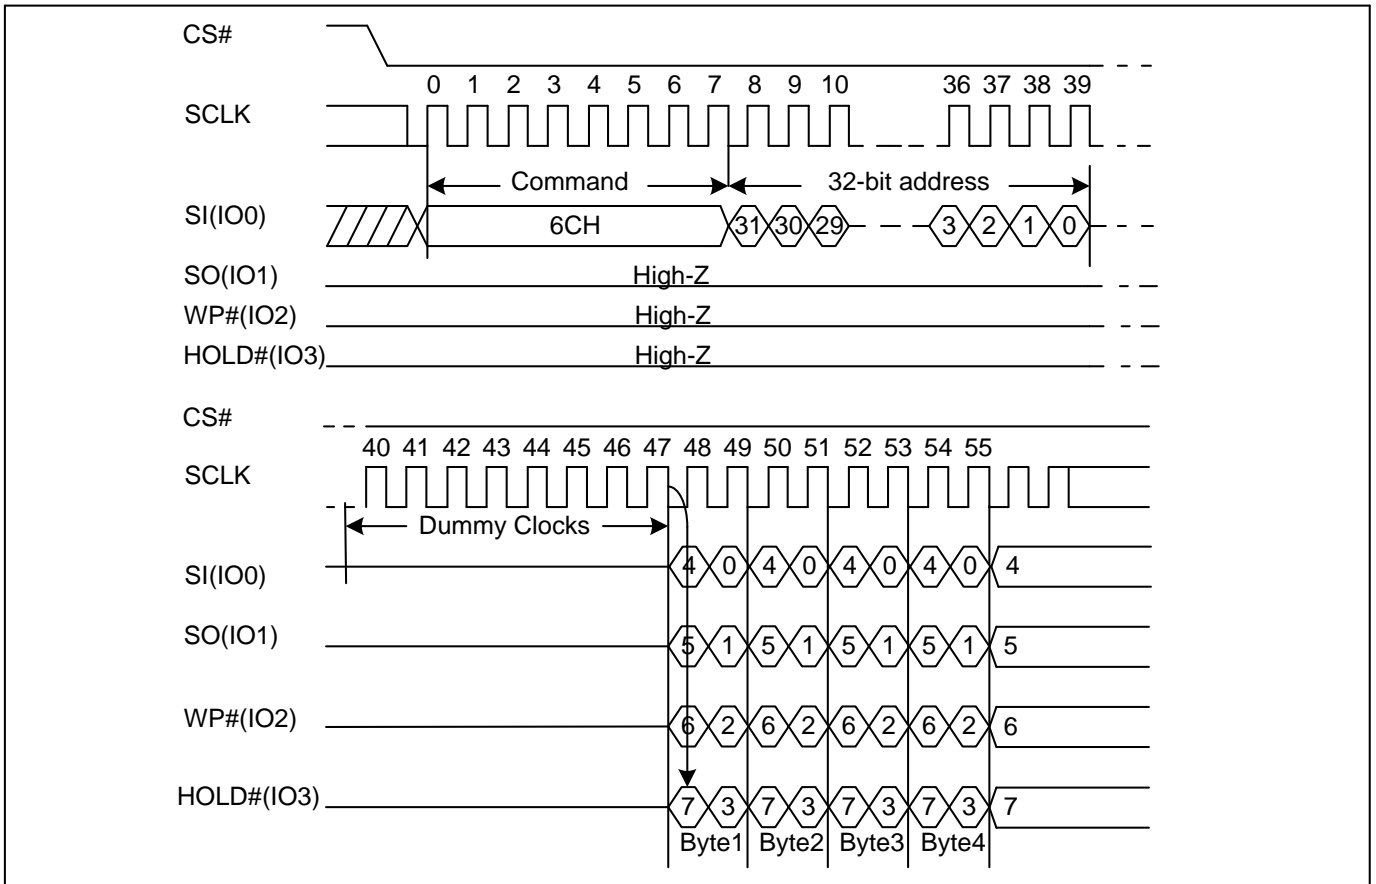 CS#
0 1 2 3 4 5 6 7 8 9 10 36 37 38 39
SCLK
Command 32-bit address
SI(IO0) 6CH 31 30 29 3 2 1 0
SO(IO1) High-Z
WP#(IO2) High-Z
HOLD#(IO3) High-Z
CS#
40 41 42 43 44 45 46 47 48 49 50 51 52 53 54 55
SCLK
Dummy Clocks
SI(IO0) 4 0 4 0 4 0 4 0 4
SO(IO1) 5 1 5 1 5 1 5 1 5
WP#(IO2) 6 2 6 2 6 2 6 2 6
HOLD#(IO3) 7 3 7 3 7 3 7 3 7
Byte1 Byte2 Byte3 Byte4